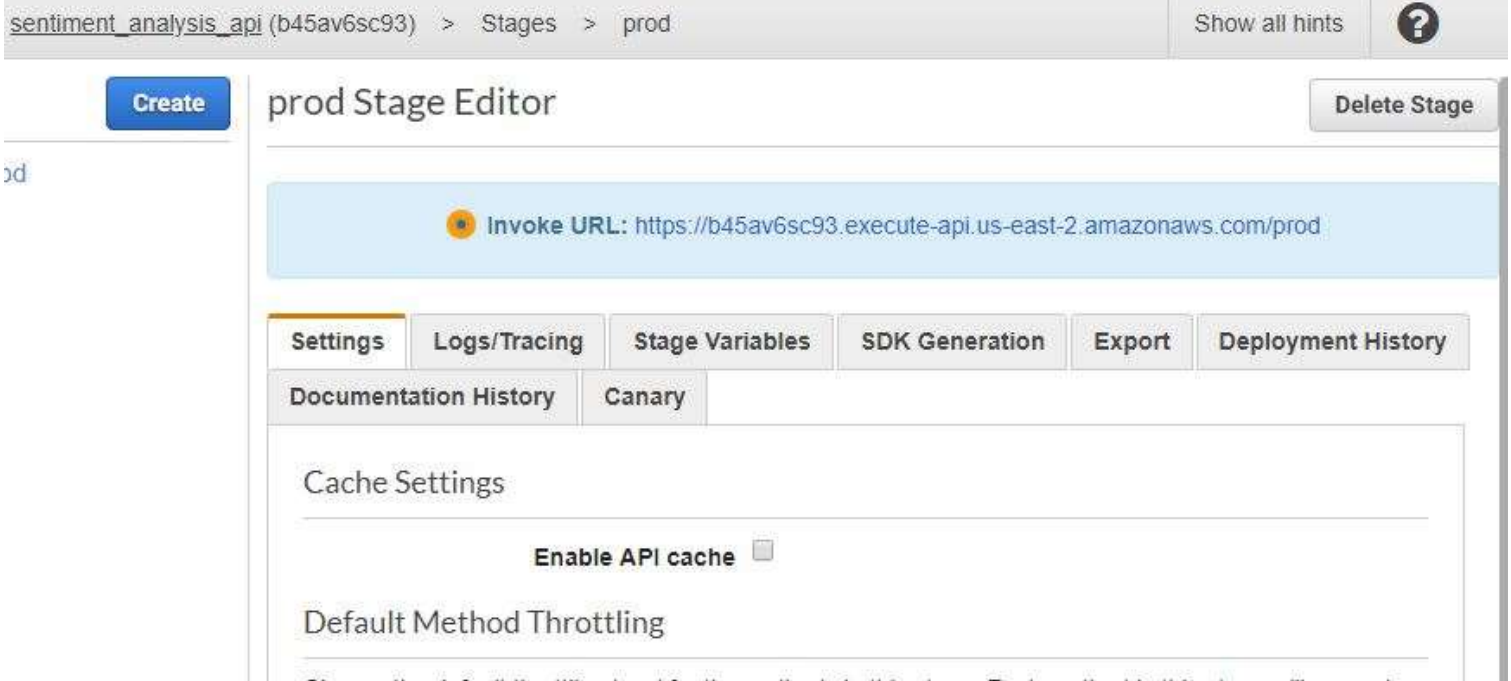 sentiment_analysis_api (b45av6sc93) > Stages > prod Show all hints ?
Create
prod Stage Editor
Delete Stage
Invoke URL: https://b45av6sc93.execute-api.us-east-2.amazonaws.com/prod
Settings Logs/Tracing Stage Variables SDK Generation Export Deployment History
Documentation History Canary
Cache Settings
Enable API cache
Default Method Throttling